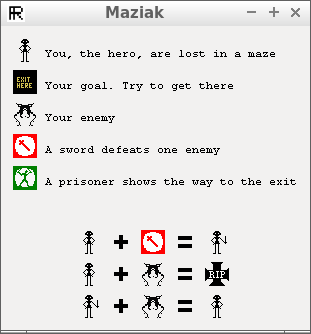 Maziak
You, the hero, are lost in a maze
EXIT HERE
Your goal. Try to get there
Your enemy
A sword defeats one enemy
A prisoner shows the way to the exit
+ =
+ = RIP
+ =